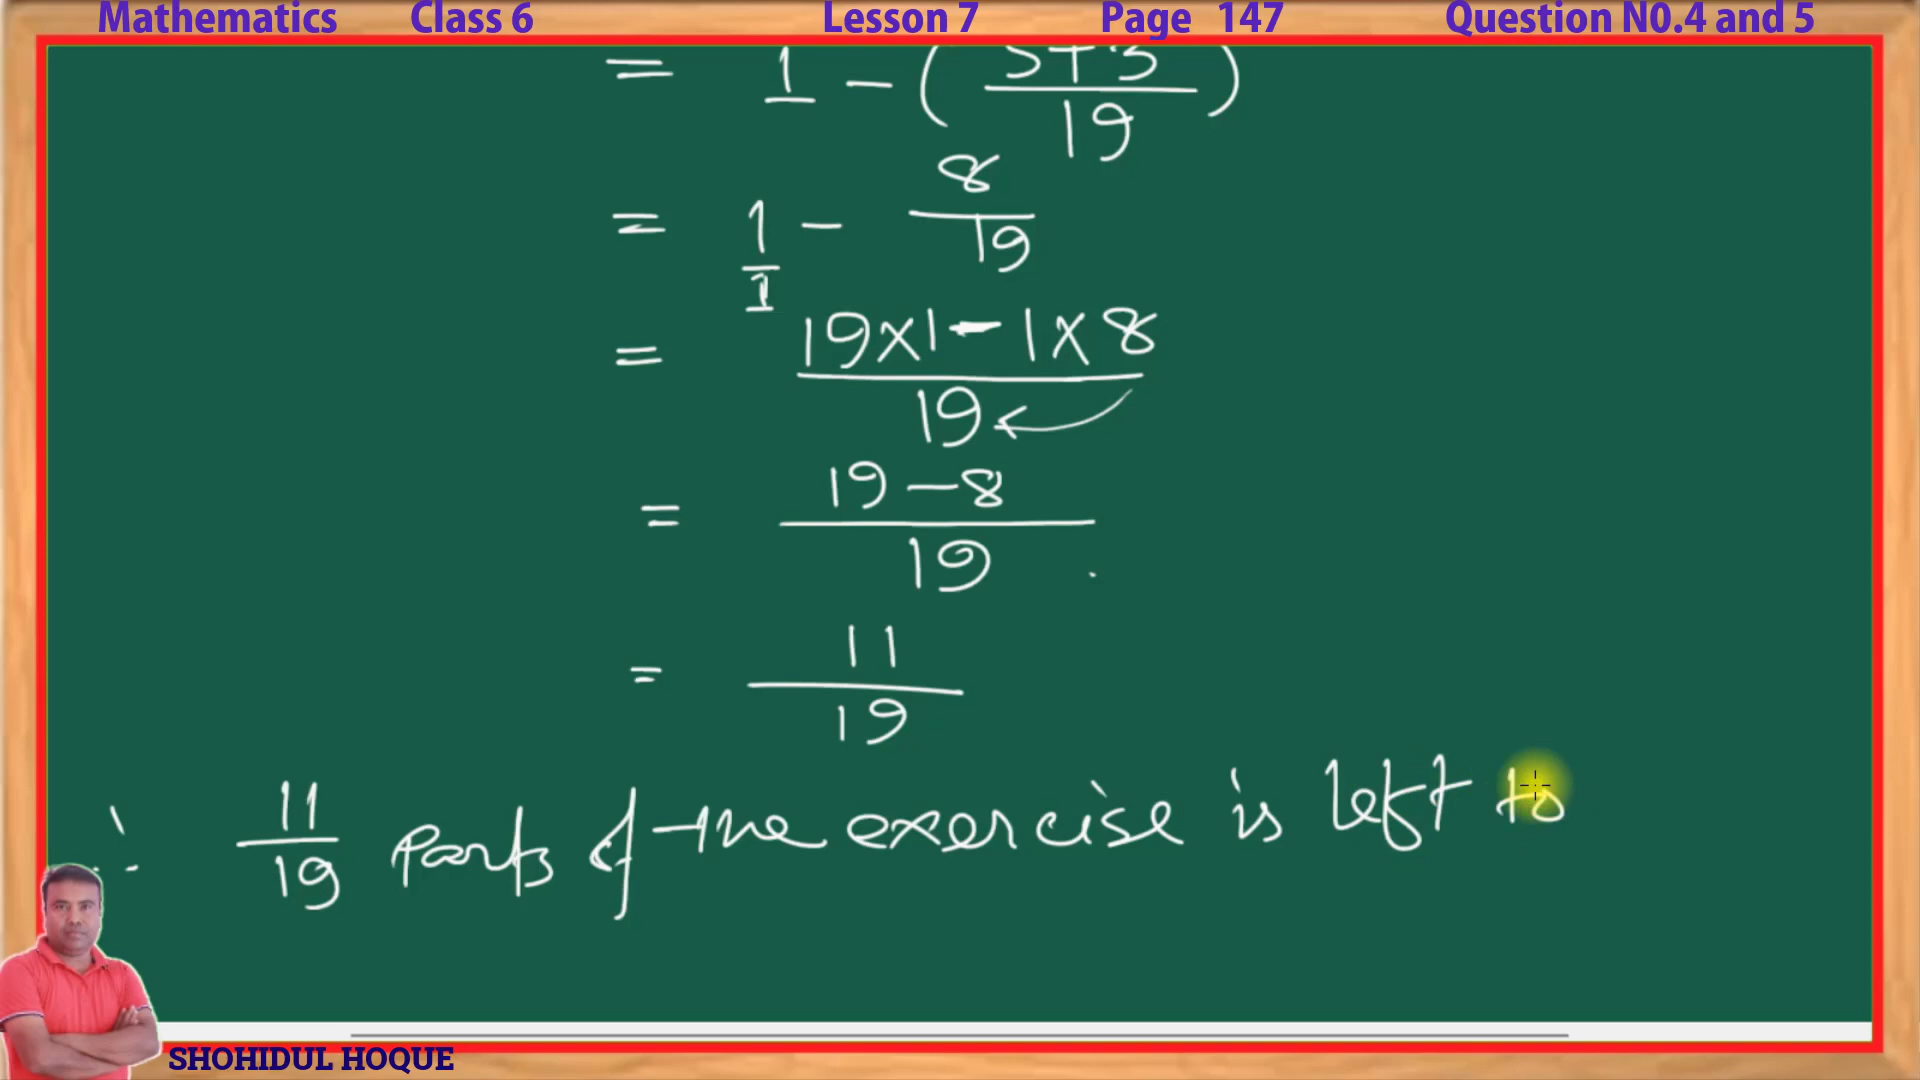 Mathematics Class 6 Lesson 7 Page 147 Question N0.4 and 5
= 1 - ( 5+3 / 19 )
= 1/1 - 8/19
= 19×1-1×8 / 19
= 19-8 / 19
= 11/19
∴ 11/19 parts of the exercise is left to
SHOHIDUL HOQUE